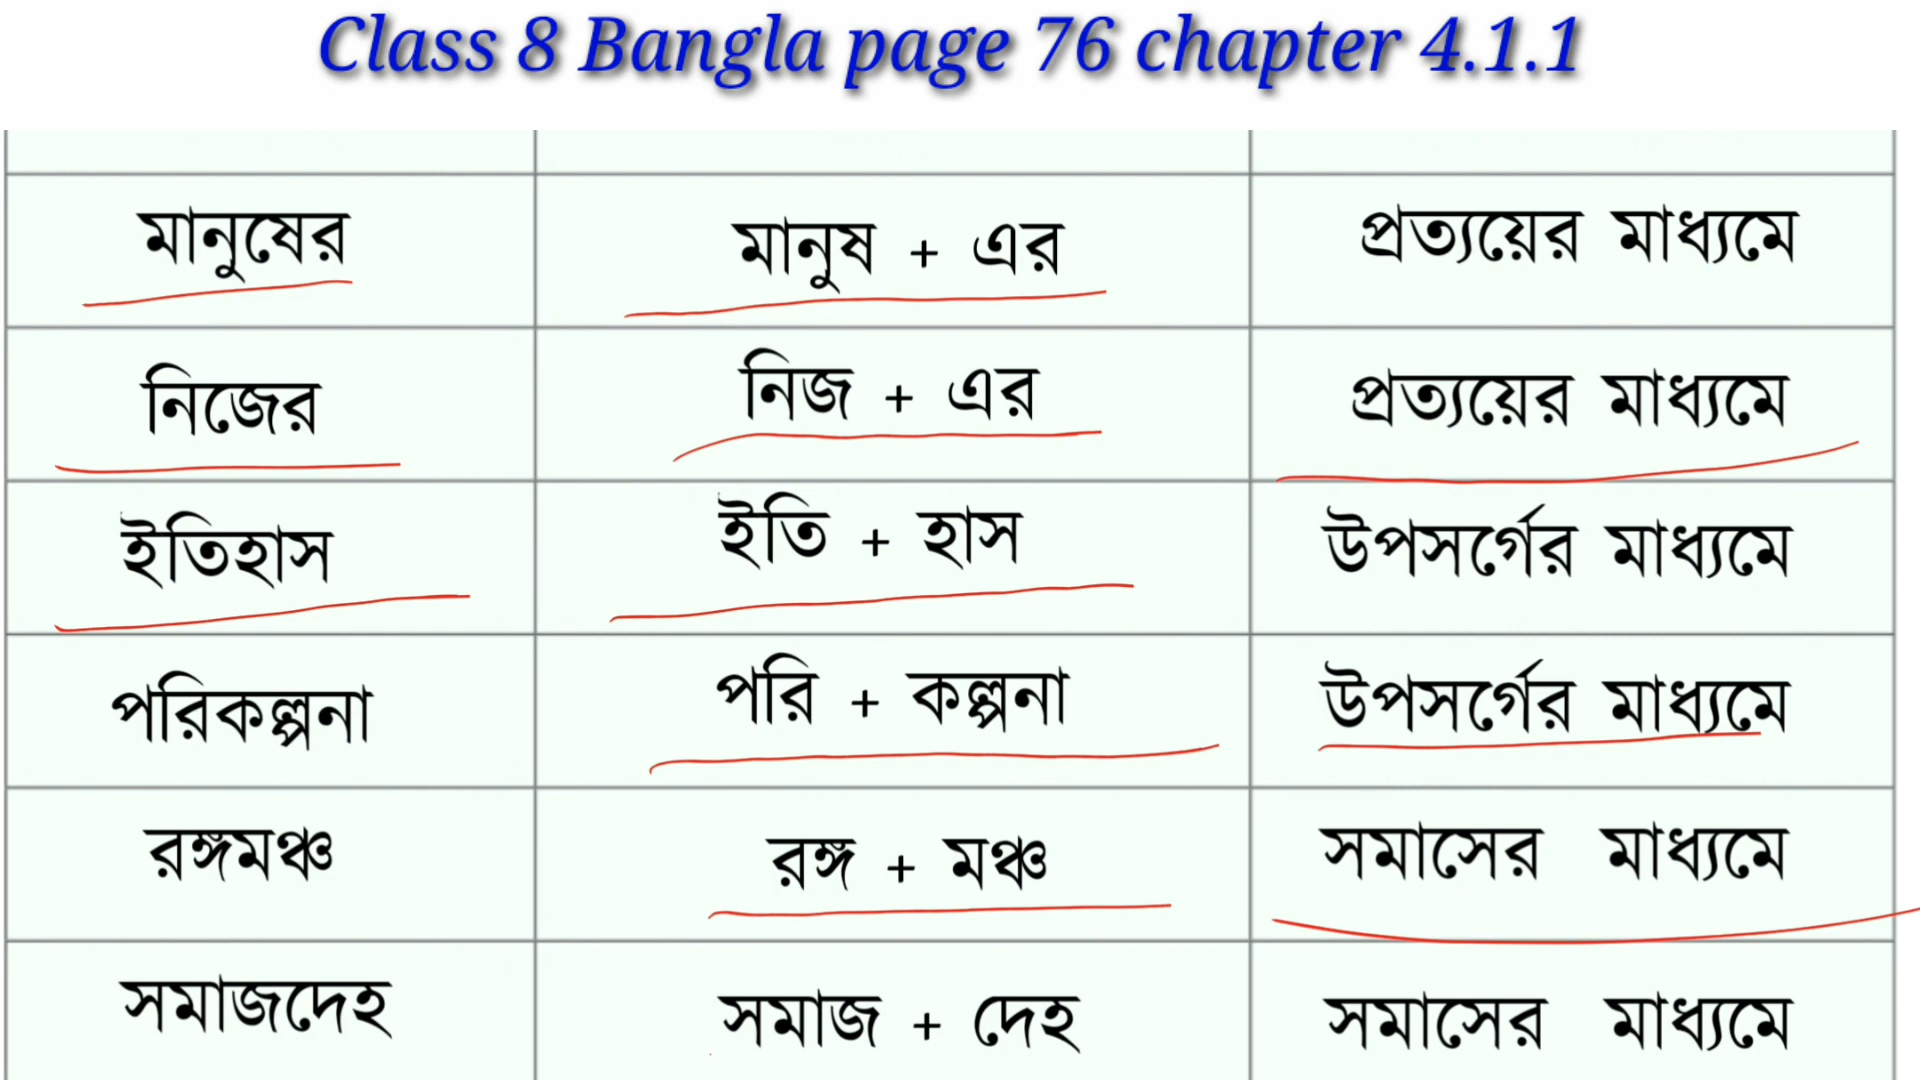 Class 8 Bangla page 76 chapter 4.1.1
মানুষের মানুষ + এর প্রত্যয়ের মাধ্যমে
নিজের নিজ + এর প্রত্যয়ের মাধ্যমে
ইতিহাস ইতি + হাস উপসর্গের মাধ্যমে
পরিকল্পনা পরি + কল্পনা উপসর্গের মাধ্যমে
রঙ্গমঞ্চ রঙ্গ + মঞ্চ সমাসের মাধ্যমে
সমাজদেহ সমাজ + দেহ সমাসের মাধ্যমে